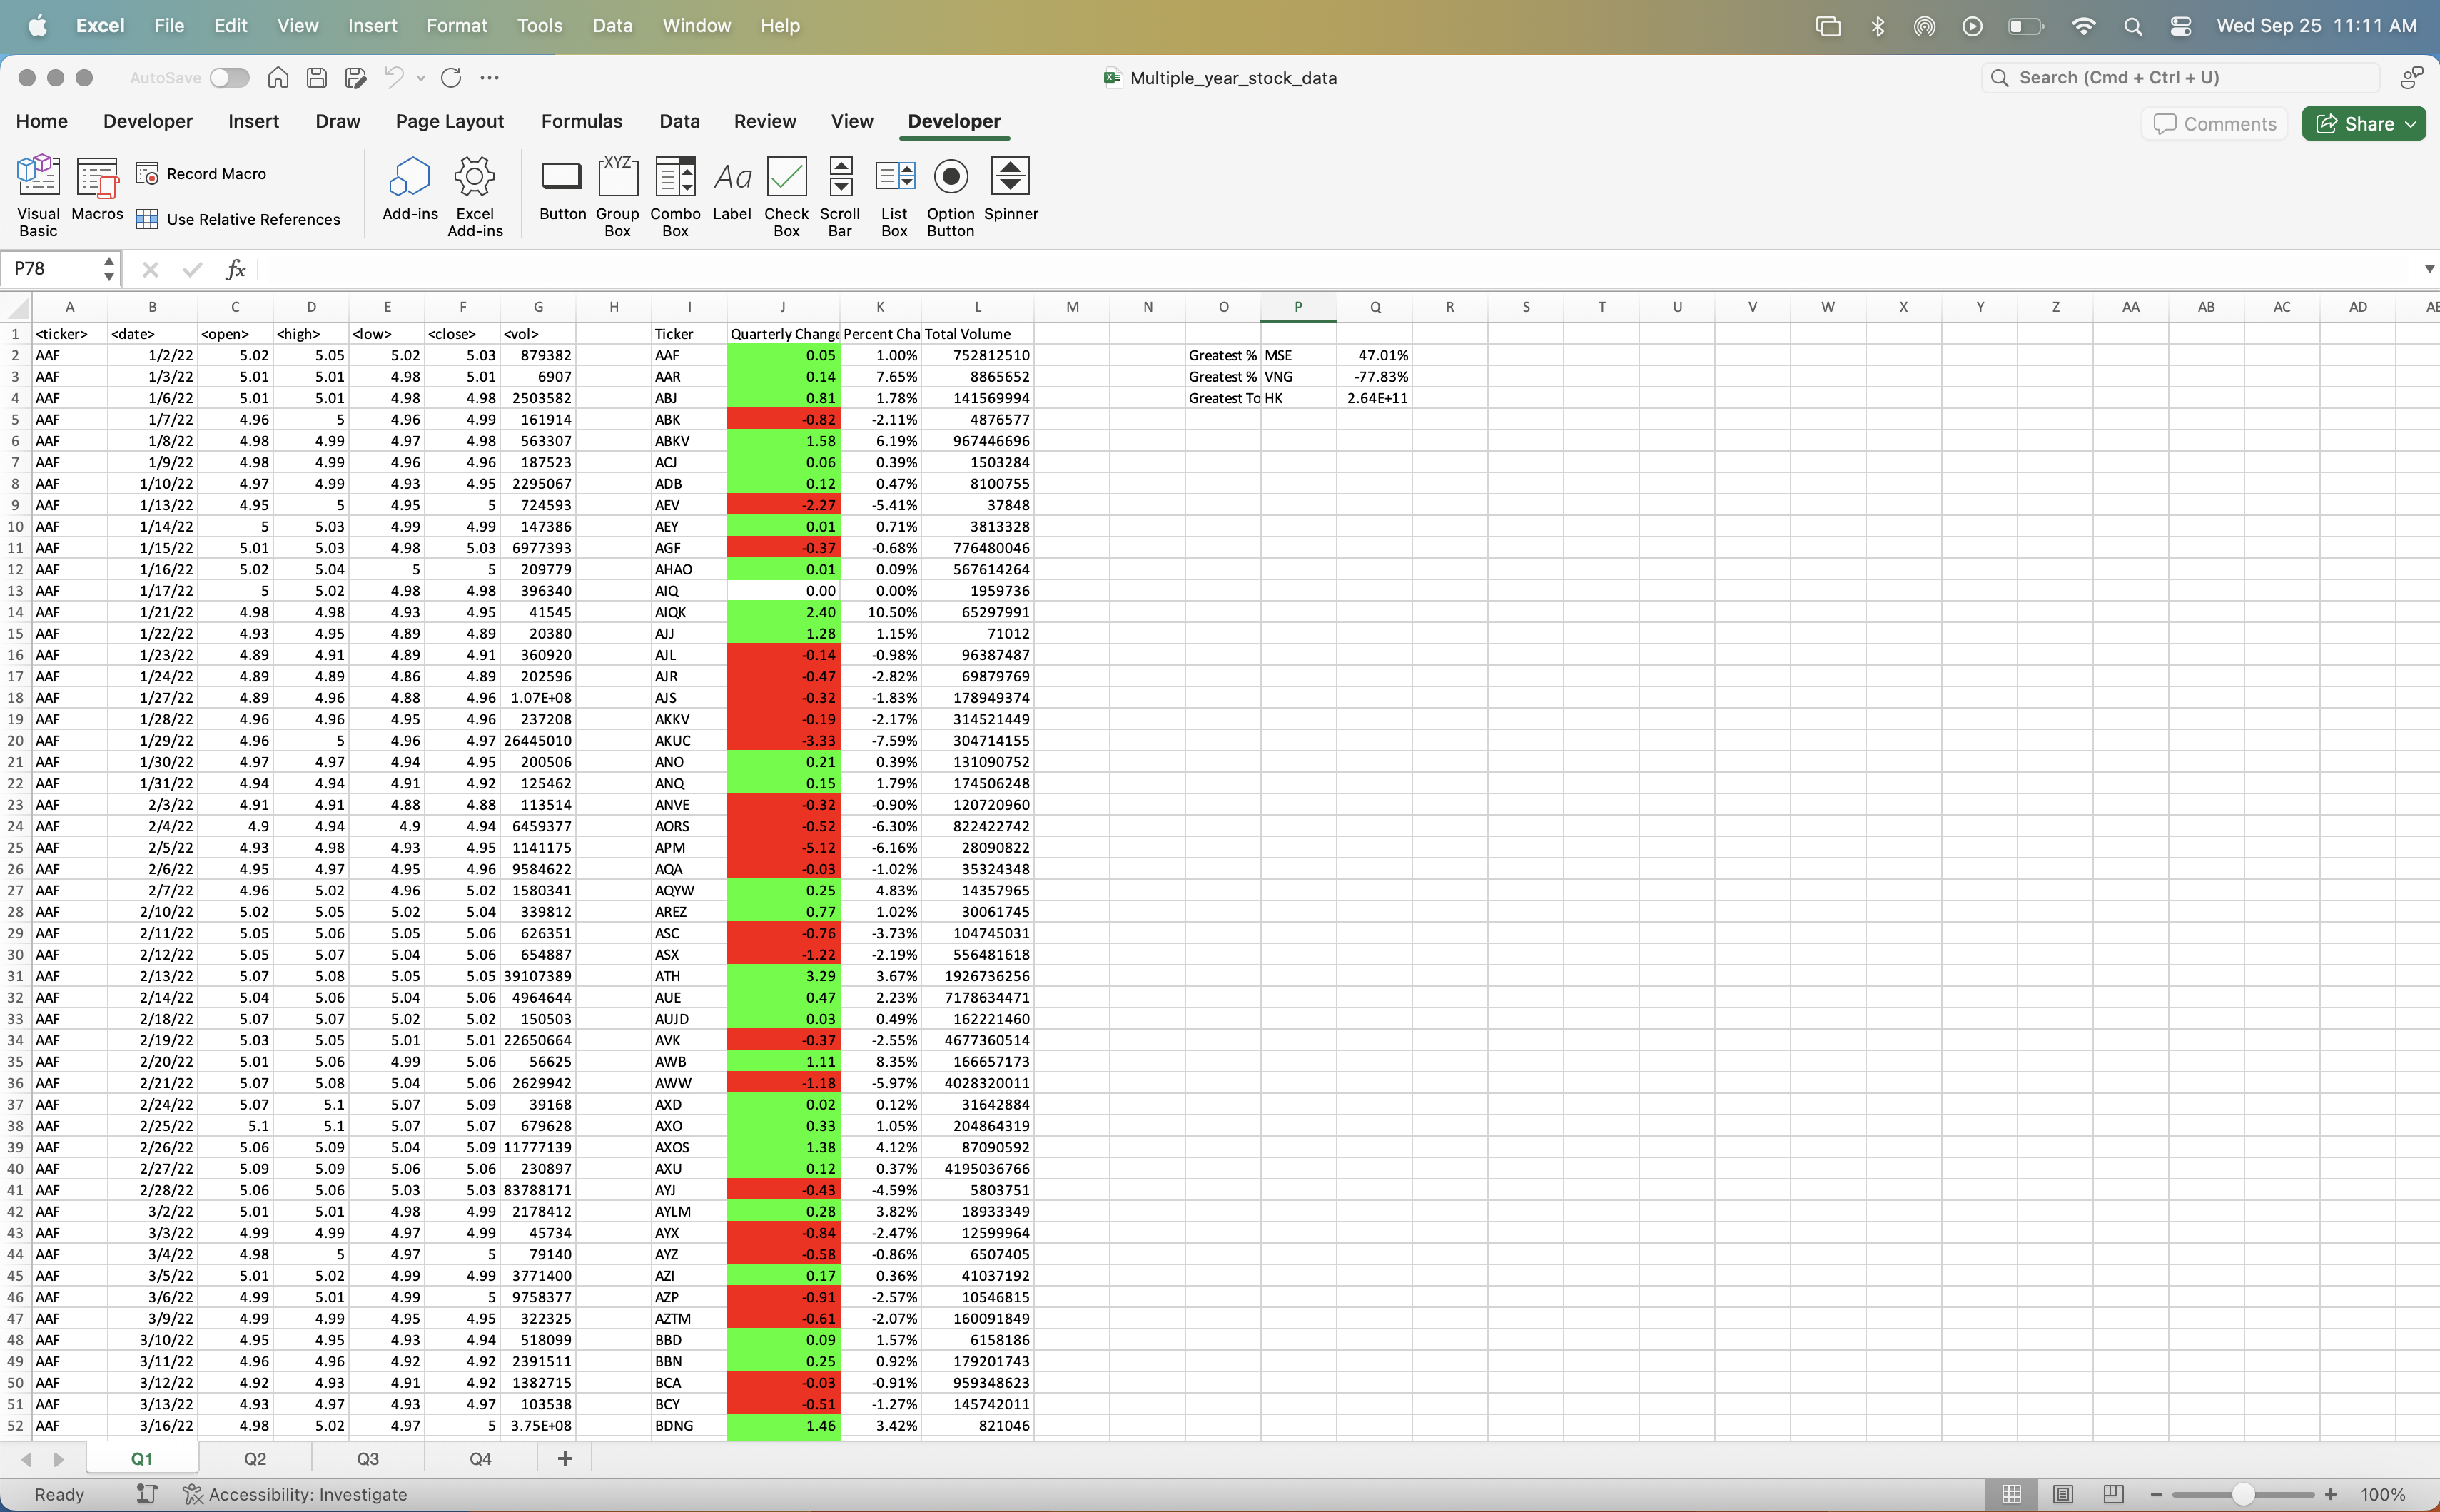 Excel File Edit View Insert Format Tools Data Window Help Wed Sep 25 11:11 AM
AutoSave Multiple_year_stock_data Search (Cmd + Ctrl + U)
Home Developer Insert Draw Page Layout Formulas Data Review View Developer Comments Share
Visual Basic Macros Record Macro Use Relative References Add-ins Excel Add-ins Button XYZ Group Box Combo Box Aa Label Check Box Scroll Bar List Box Option Button Spinner
P78 fx
A B C D E F G H I J K L M N O P Q R S T U V W X Y Z AA AB AC AD AE
1 <ticker> <date> <open> <high> <low> <close> <vol> Ticker Quarterly Change Percent Cha Total Volume
2 AAF 1/2/22 5.02 5.05 5.02 5.03 879382 AAF 0.05 1.00% 752812510 Greatest % MSE 47.01%
3 AAF 1/3/22 5.01 5.01 4.98 5.01 6907 AAR 0.14 7.65% 8865652 Greatest % VNG -77.83%
4 AAF 1/6/22 5.01 5.01 4.98 4.98 2503582 ABJ 0.81 1.78% 141569994 Greatest To HK 2.64E+11
5 AAF 1/7/22 4.96 5 4.96 4.99 161914 ABK -0.82 -2.11% 4876577
6 AAF 1/8/22 4.98 4.99 4.97 4.98 563307 ABKV 1.58 6.19% 967446696
7 AAF 1/9/22 4.98 4.99 4.96 4.96 187523 ACJ 0.06 0.39% 1503284
8 AAF 1/10/22 4.97 4.99 4.93 4.95 2295067 ADB 0.12 0.47% 8100755
9 AAF 1/13/22 4.95 5 4.95 5 724593 AEV -2.27 -5.41% 37848
10 AAF 1/14/22 5 5.03 4.99 4.99 147386 AEY 0.01 0.71% 3813328
11 AAF 1/15/22 5.01 5.03 4.98 5.03 6977393 AGF -0.37 -0.68% 776480046
12 AAF 1/16/22 5.02 5.04 5 5 209779 AHAO 0.01 0.09% 567614264
13 AAF 1/17/22 5 5.02 4.98 4.98 396340 AIQ 0.00 0.00% 1959736
14 AAF 1/21/22 4.98 4.98 4.93 4.95 41545 AIQK 2.40 10.50% 65297991
15 AAF 1/22/22 4.93 4.95 4.89 4.89 20380 AJJ 1.28 1.15% 71012
16 AAF 1/23/22 4.89 4.91 4.89 4.91 360920 AJL -0.14 -0.98% 96387487
17 AAF 1/24/22 4.89 4.89 4.86 4.89 202596 AJR -0.47 -2.82% 69879769
18 AAF 1/27/22 4.89 4.96 4.88 4.96 1.07E+08 AJS -0.32 -1.83% 178949374
19 AAF 1/28/22 4.96 4.96 4.95 4.96 237208 AKKV -0.19 -2.17% 314521449
20 AAF 1/29/22 4.96 5 4.96 4.97 26445010 AKUC -3.33 -7.59% 304714155
21 AAF 1/30/22 4.97 4.97 4.94 4.95 200506 ANO 0.21 0.39% 131090752
22 AAF 1/31/22 4.94 4.94 4.91 4.92 125462 ANQ 0.15 1.79% 174506248
23 AAF 2/3/22 4.91 4.91 4.88 4.88 113514 ANVE -0.32 -0.90% 120720960
24 AAF 2/4/22 4.9 4.94 4.9 4.94 6459377 AORS -0.52 -6.30% 822422742
25 AAF 2/5/22 4.93 4.98 4.93 4.95 1141175 APM -5.12 -6.16% 28090822
26 AAF 2/6/22 4.95 4.97 4.95 4.96 9584622 AQA -0.03 -1.02% 35324348
27 AAF 2/7/22 4.96 5.02 4.96 5.02 1580341 AQYW 0.25 4.83% 14357965
28 AAF 2/10/22 5.02 5.05 5.02 5.04 339812 AREZ 0.77 1.02% 30061745
29 AAF 2/11/22 5.05 5.06 5.05 5.06 626351 ASC -0.76 -3.73% 104745031
30 AAF 2/12/22 5.05 5.07 5.04 5.06 654887 ASX -1.22 -2.19% 556481618
31 AAF 2/13/22 5.07 5.08 5.05 5.05 39107389 ATH 3.29 3.67% 1926736256
32 AAF 2/14/22 5.04 5.06 5.04 5.06 4964644 AUE 0.47 2.23% 7178634471
33 AAF 2/18/22 5.07 5.07 5.02 5.02 150503 AUJD 0.03 0.49% 162221460
34 AAF 2/19/22 5.03 5.05 5.01 5.01 22650664 AVK -0.37 -2.55% 4677360514
35 AAF 2/20/22 5.01 5.06 4.99 5.06 56625 AWB 1.11 8.35% 166657173
36 AAF 2/21/22 5.07 5.08 5.04 5.06 2629942 AWW -1.18 -5.97% 4028320011
37 AAF 2/24/22 5.07 5.1 5.07 5.09 39168 AXD 0.02 0.12% 31642884
38 AAF 2/25/22 5.1 5.1 5.07 5.07 679628 AXO 0.33 1.05% 204864319
39 AAF 2/26/22 5.06 5.09 5.04 5.09 11777139 AXOS 1.38 4.12% 87090592
40 AAF 2/27/22 5.09 5.09 5.06 5.06 230897 AXU 0.12 0.37% 4195036766
41 AAF 2/28/22 5.06 5.06 5.03 5.03 83788171 AYJ -0.43 -4.59% 5803751
42 AAF 3/2/22 5.01 5.01 4.98 4.99 2178412 AYLM 0.28 3.82% 18933349
43 AAF 3/3/22 4.99 4.99 4.97 4.99 45734 AYX -0.84 -2.47% 12599964
44 AAF 3/4/22 4.98 5 4.97 5 79140 AYZ -0.58 -0.86% 6507405
45 AAF 3/5/22 5.01 5.02 4.99 4.99 3771400 AZI 0.17 0.36% 41037192
46 AAF 3/6/22 4.99 5.01 4.99 5 9758377 AZP -0.91 -2.57% 10546815
47 AAF 3/9/22 4.99 4.99 4.95 4.95 322325 AZTM -0.61 -2.07% 160091849
48 AAF 3/10/22 4.95 4.95 4.93 4.94 518099 BBD 0.09 1.57% 6158186
49 AAF 3/11/22 4.96 4.96 4.92 4.92 2391511 BBN 0.25 0.92% 179201743
50 AAF 3/12/22 4.92 4.93 4.91 4.92 1382715 BCA -0.03 -0.91% 959348623
51 AAF 3/13/22 4.93 4.97 4.93 4.97 103538 BCY -0.51 -1.27% 145742011
52 AAF 3/16/22 4.98 5.02 4.97 5 3.75E+08 BDNG 1.46 3.42% 821046
Q1 Q2 Q3 Q4 +
Ready Accessibility: Investigate 100%